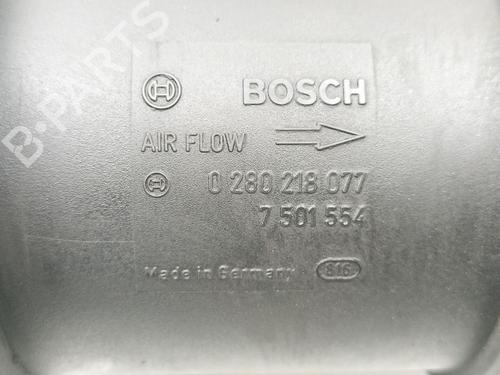 B-PARTS
BOSCH
AIR FLOW
0 280 218 077
7 501 554
Made in Germany 816